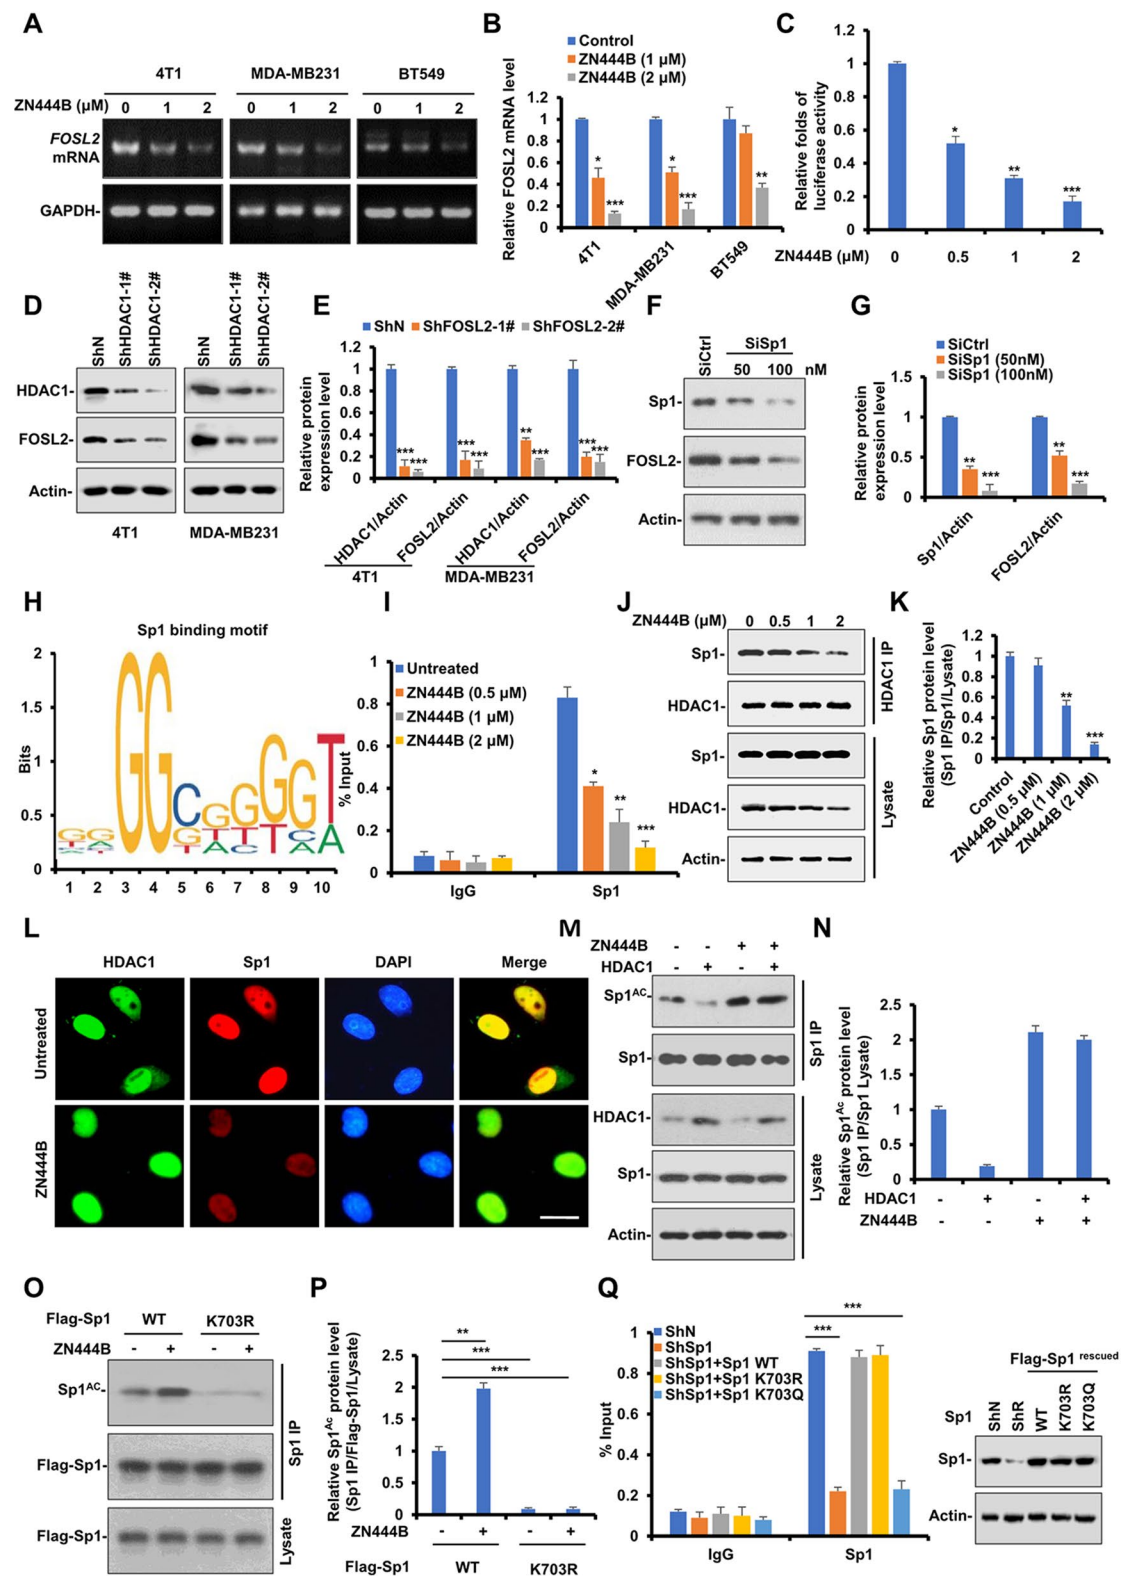 A
4T1 MDA-MB231 BT549
ZN444B (μM) 0 1 2 0 1 2 0 1 2
FOSL2
mRNA
GAPDH-
B
Control
ZN444B (1 μM)
ZN444B (2 μM)
Relative FOSL2 mRNA level
1.2
1
0.8
0.6
0.4
0.2
0
* *** * *** **
4T1 MDA-MB231 BT549
C
Relative folds of
luciferase activity
1.2
1
0.8
0.6
0.4
0.2
0
* ** ***
ZN444B (μM) 0 0.5 1 2
D
ShN ShHDAC1-1# ShHDAC1-2# ShN ShHDAC1-1# ShHDAC1-2#
HDAC1-
FOSL2-
Actin-
4T1 MDA-MB231
E
ShN ShFOSL2-1# ShFOSL2-2#
Relative protein
expression level
1.2
1
0.8
0.6
0.4
0.2
0
*** *** *** *** ** *** *** ***
HDAC1/Actin FOSL2/Actin HDAC1/Actin FOSL2/Actin
4T1 MDA-MB231
F
SiCtrl SiSp1
50 100 nM
Sp1-
FOSL2-
Actin-
G
SiCtrl
SiSp1 (50nM)
SiSp1 (100nM)
Relative protein
expression level
1.5
1
0.5
0
** *** ** ***
Sp1/Actin FOSL2/Actin
H
Sp1 binding motif
Bits
2
1.5
1
0.5
0
1 2 3 4 5 6 7 8 9 10
I
Untreated
ZN444B (0.5 μM)
ZN444B (1 μM)
ZN444B (2 μM)
% Input
1
0.8
0.6
0.4
0.2
0
* ** ***
IgG Sp1
J
ZN444B (μM) 0 0.5 1 2
Sp1-
HDAC1-
HDAC1 IP
Sp1-
HDAC1-
Actin-
Lysate
K
Relative Sp1 protein level
(Sp1 IP/Sp1/Lysate)
1.2
1
0.8
0.6
0.4
0.2
0
** ***
Control ZN444B (0.5 μM) ZN444B (1 μM) ZN444B (2 μM)
L
HDAC1 Sp1 DAPI Merge
Untreated
ZN444B
M
ZN444B - - + +
HDAC1 - + - +
Sp1AC-
Sp1-
Sp1 IP
HDAC1-
Sp1-
Actin-
Lysate
N
Relative Sp1Ac protein level
(Sp1 IP/Sp1 Lysate)
2.5
2
1.5
1
0.5
0
HDAC1 - + - +
ZN444B - - + +
O
Flag-Sp1 WT K703R
ZN444B - + - +
Sp1AC-
Flag-Sp1-
Sp1 IP
Flag-Sp1-
Lysate
P
Relative Sp1Ac protein level
(Sp1 IP/Flag-Sp1/Lysate)
2.5
2
1.5
1
0.5
0
**
***
***
ZN444B - + - +
Flag-Sp1 WT K703R
Q
ShN
ShSp1
ShSp1+Sp1 WT
ShSp1+Sp1 K703R
ShSp1+Sp1 K703Q
% Input
1
0.8
0.6
0.4
0.2
0
***
***
IgG Sp1
Flag-Sp1 rescued
Sp1 ShN ShR WT K703R K703Q
Sp1-
Actin-